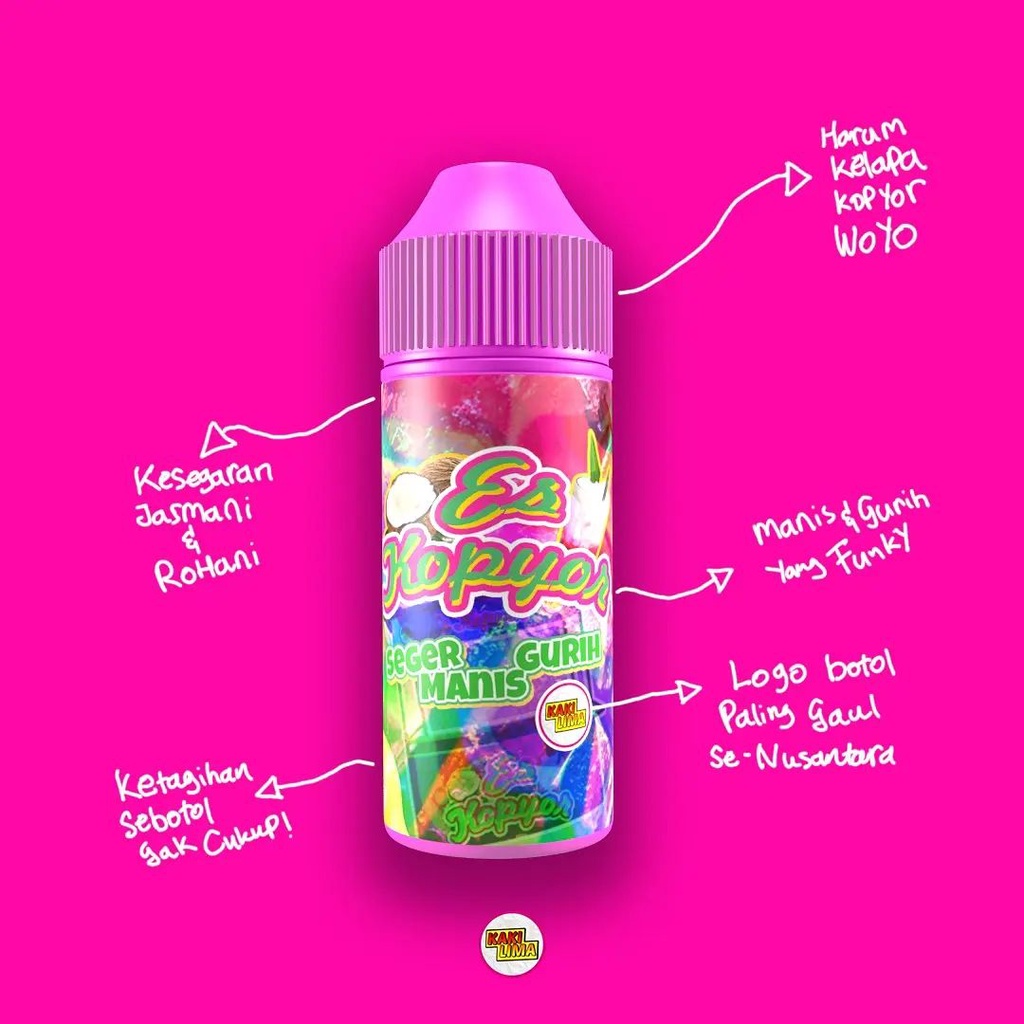 Harum
Kelapa
Kopyor
Woyo
Kesegaran
Jasmani
&
Rohani
Es
Kopyor
Manis & Gurih
Yang Funky
SEGER GURIH
MANIS
KAKI
LIMA
Logo botol
Paling Gaul
Se-Nusantara
Ketagihan
Sebotol
gak Cukup!
Es
Kopyor
KAKI
LIMA